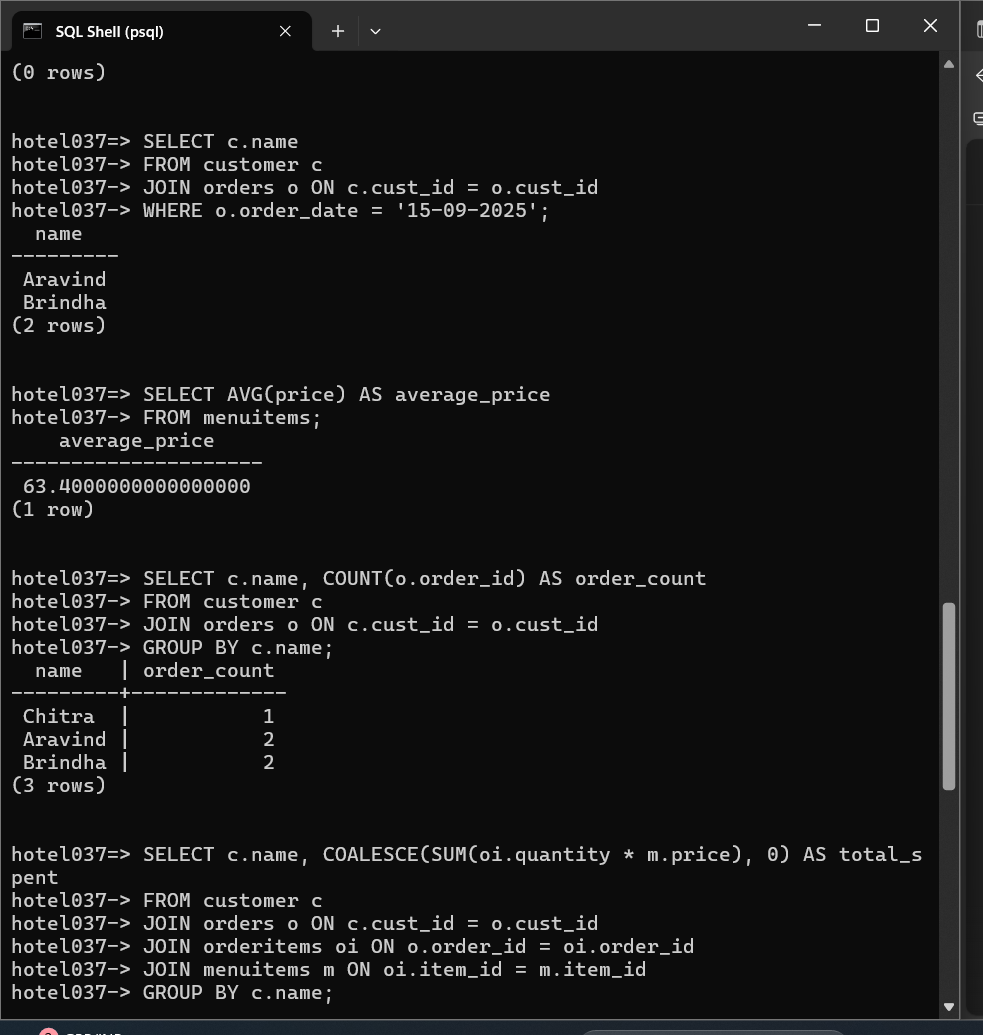 SQL Shell (psql)
(0 rows)
hotel037=> SELECT c.name
hotel037-> FROM customer c
hotel037-> JOIN orders o ON c.cust_id = o.cust_id
hotel037-> WHERE o.order_date = '15-09-2025';
name
---------
Aravind
Brindha
(2 rows)
hotel037=> SELECT AVG(price) AS average_price
hotel037-> FROM menuitems;
average_price
---------------------
63.4000000000000000
(1 row)
hotel037=> SELECT c.name, COUNT(o.order_id) AS order_count
hotel037-> FROM customer c
hotel037-> JOIN orders o ON c.cust_id = o.cust_id
hotel037-> GROUP BY c.name;
name | order_count
---------+-------------
Chitra | 1
Aravind | 2
Brindha | 2
(3 rows)
hotel037=> SELECT c.name, COALESCE(SUM(oi.quantity * m.price), 0) AS total_s
pent
hotel037-> FROM customer c
hotel037-> JOIN orders o ON c.cust_id = o.cust_id
hotel037-> JOIN orderitems oi ON o.order_id = oi.order_id
hotel037-> JOIN menuitems m ON oi.item_id = m.item_id
hotel037-> GROUP BY c.name;